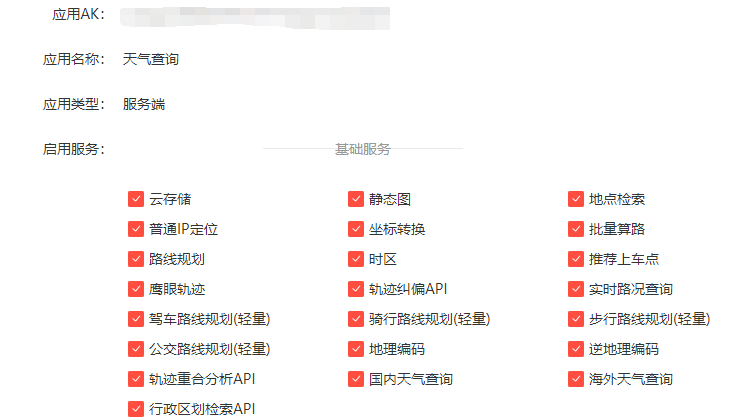 应用AK：
应用名称： 天气查询
应用类型： 服务端
启用服务： 基础服务
云存储 静态图 地点检索
普通IP定位 坐标转换 批量算路
路线规划 时区 推荐上车点
鹰眼轨迹 轨迹纠偏API 实时路况查询
驾车路线规划(轻量) 骑行路线规划(轻量) 步行路线规划(轻量)
公交路线规划(轻量) 地理编码 逆地理编码
轨迹重合分析API 国内天气查询 海外天气查询
行政区划检索API